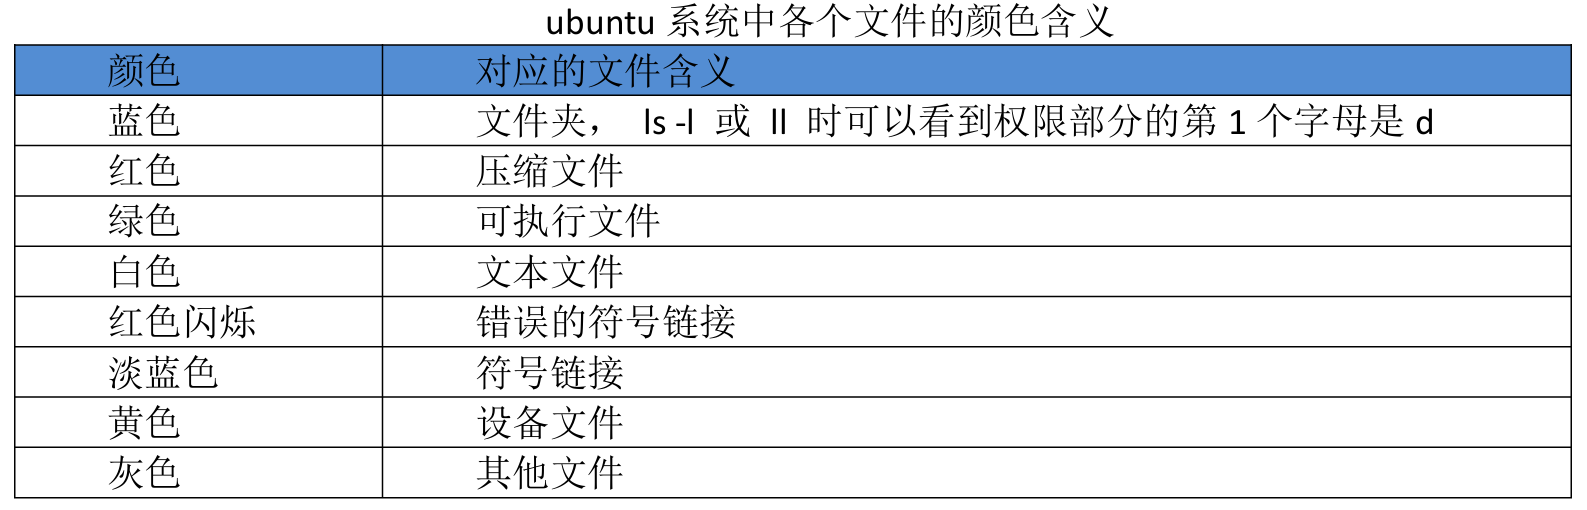 ubuntu 系统中各个文件的颜色含义
颜色 对应的文件含义
蓝色 文件夹， ls -l 或 ll 时可以看到权限部分的第 1 个字母是 d
红色 压缩文件
绿色 可执行文件
白色 文本文件
红色闪烁 错误的符号链接
淡蓝色 符号链接
黄色 设备文件
灰色 其他文件